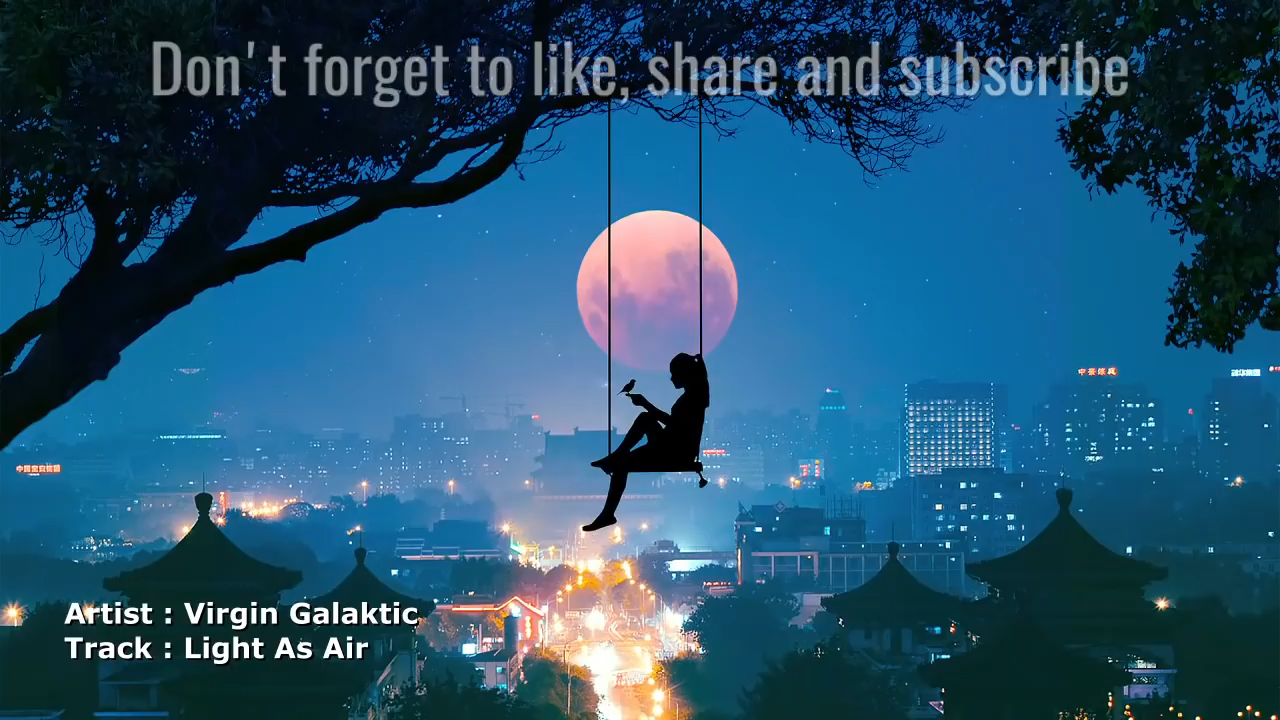 Don't forget to like, share and subscribe
Artist : Virgin Galaktic
Track : Light As Air